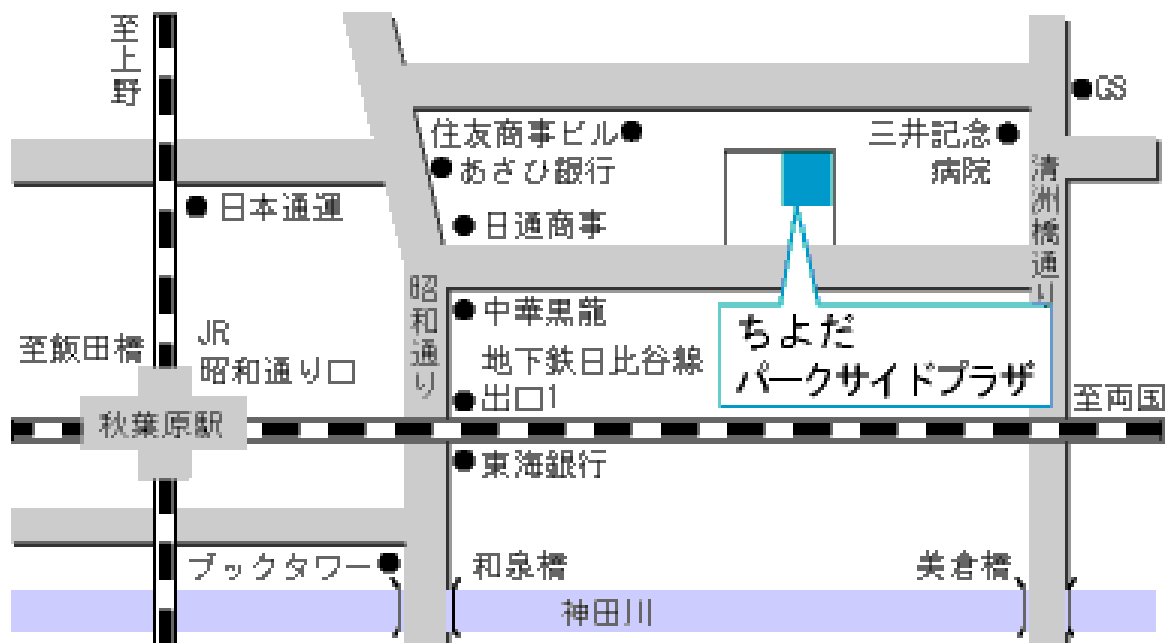 至上野
GS
住友商事ビル
三井記念
病院
あさひ銀行
清洲橋通り
日本通運
日通商事
昭和通り
中華黒龍
ちよだ
パークサイドプラザ
至飯田橋
JR
昭和通り口
地下鉄日比谷線
出口1
至両国
秋葉原駅
東海銀行
ブックタワー
和泉橋
美倉橋
神田川